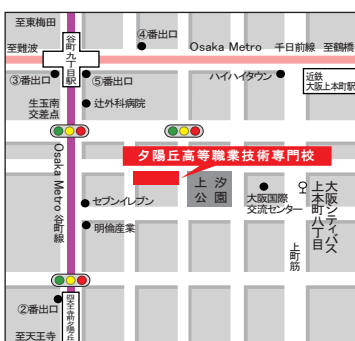 至東梅田
谷町九丁目駅
④番出口
至難波
Osaka Metro 千日前線 至鶴橋
③番出口
⑤番出口
ハイハイタウン
近鉄
大阪上本町駅
生玉南
交差点
辻外科病院
夕陽丘高等職業技術専門校
Osaka Metro 谷町線
上汐
公園
セブンイレブン
大阪国際
交流センター
大阪シティバス
上本町八丁目
明倫産業
上町筋
②番出口
四天王寺前夕陽ヶ丘
至天王寺